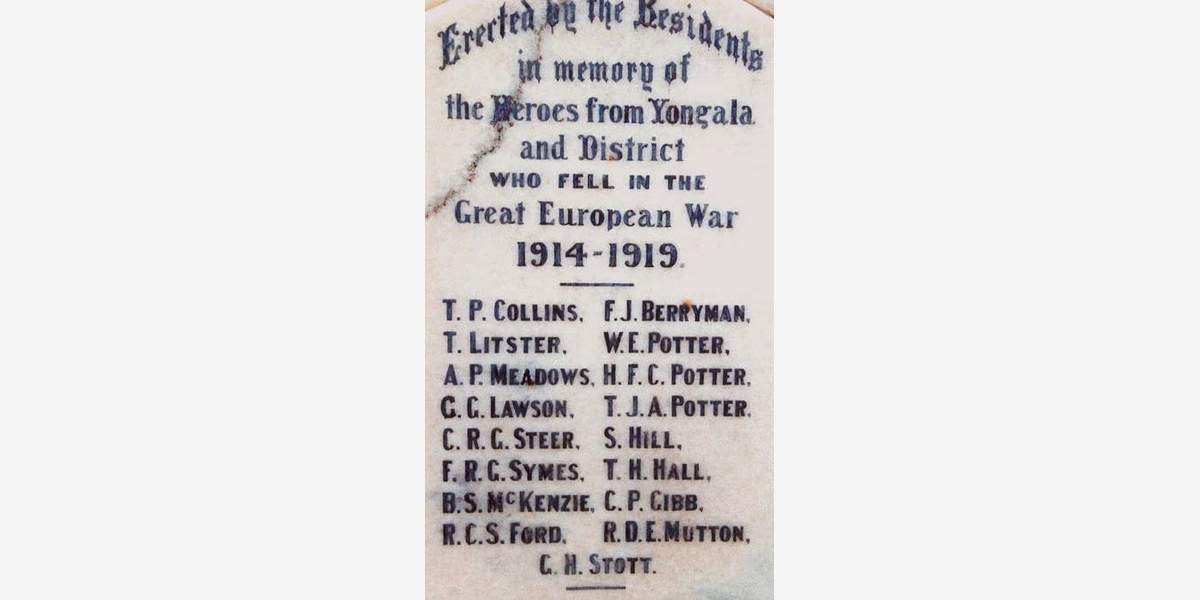 Erected by the Residents
in memory of
the Heroes from Yongala
and District
WHO FELL IN THE
Great European War
1914-1919.
T. P. COLLINS. F.J. BERRYMAN.
T. LITSTER. W.E. POTTER.
A. P. MEADOWS. H. F. C. POTTER.
G. G. LAWSON. T. J. A. POTTER.
C. R. G. STEER. S. HILL.
F. R. G. SYMES. T. H. HALL.
B. S. McKENZIE. C. P. GIBB.
R. C. S. FORD. R. D. E. MUTTON.
G. H. STOTT.